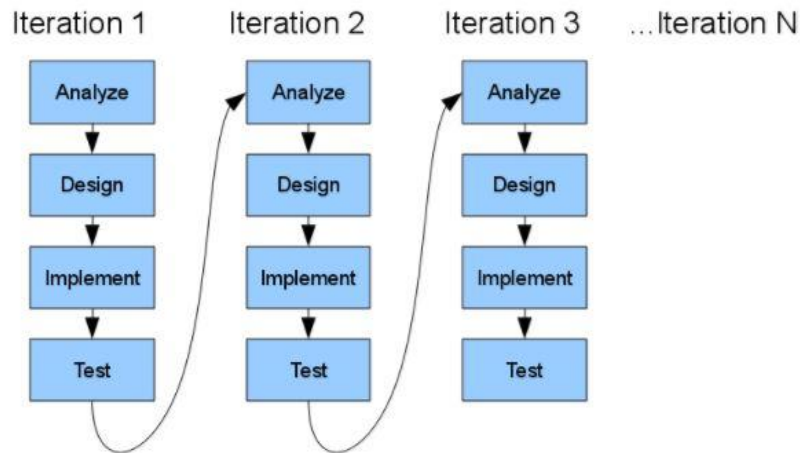 Iteration 1 Iteration 2 Iteration 3 ...Iteration N
Analyze Analyze Analyze
Design Design Design
Implement Implement Implement
Test Test Test